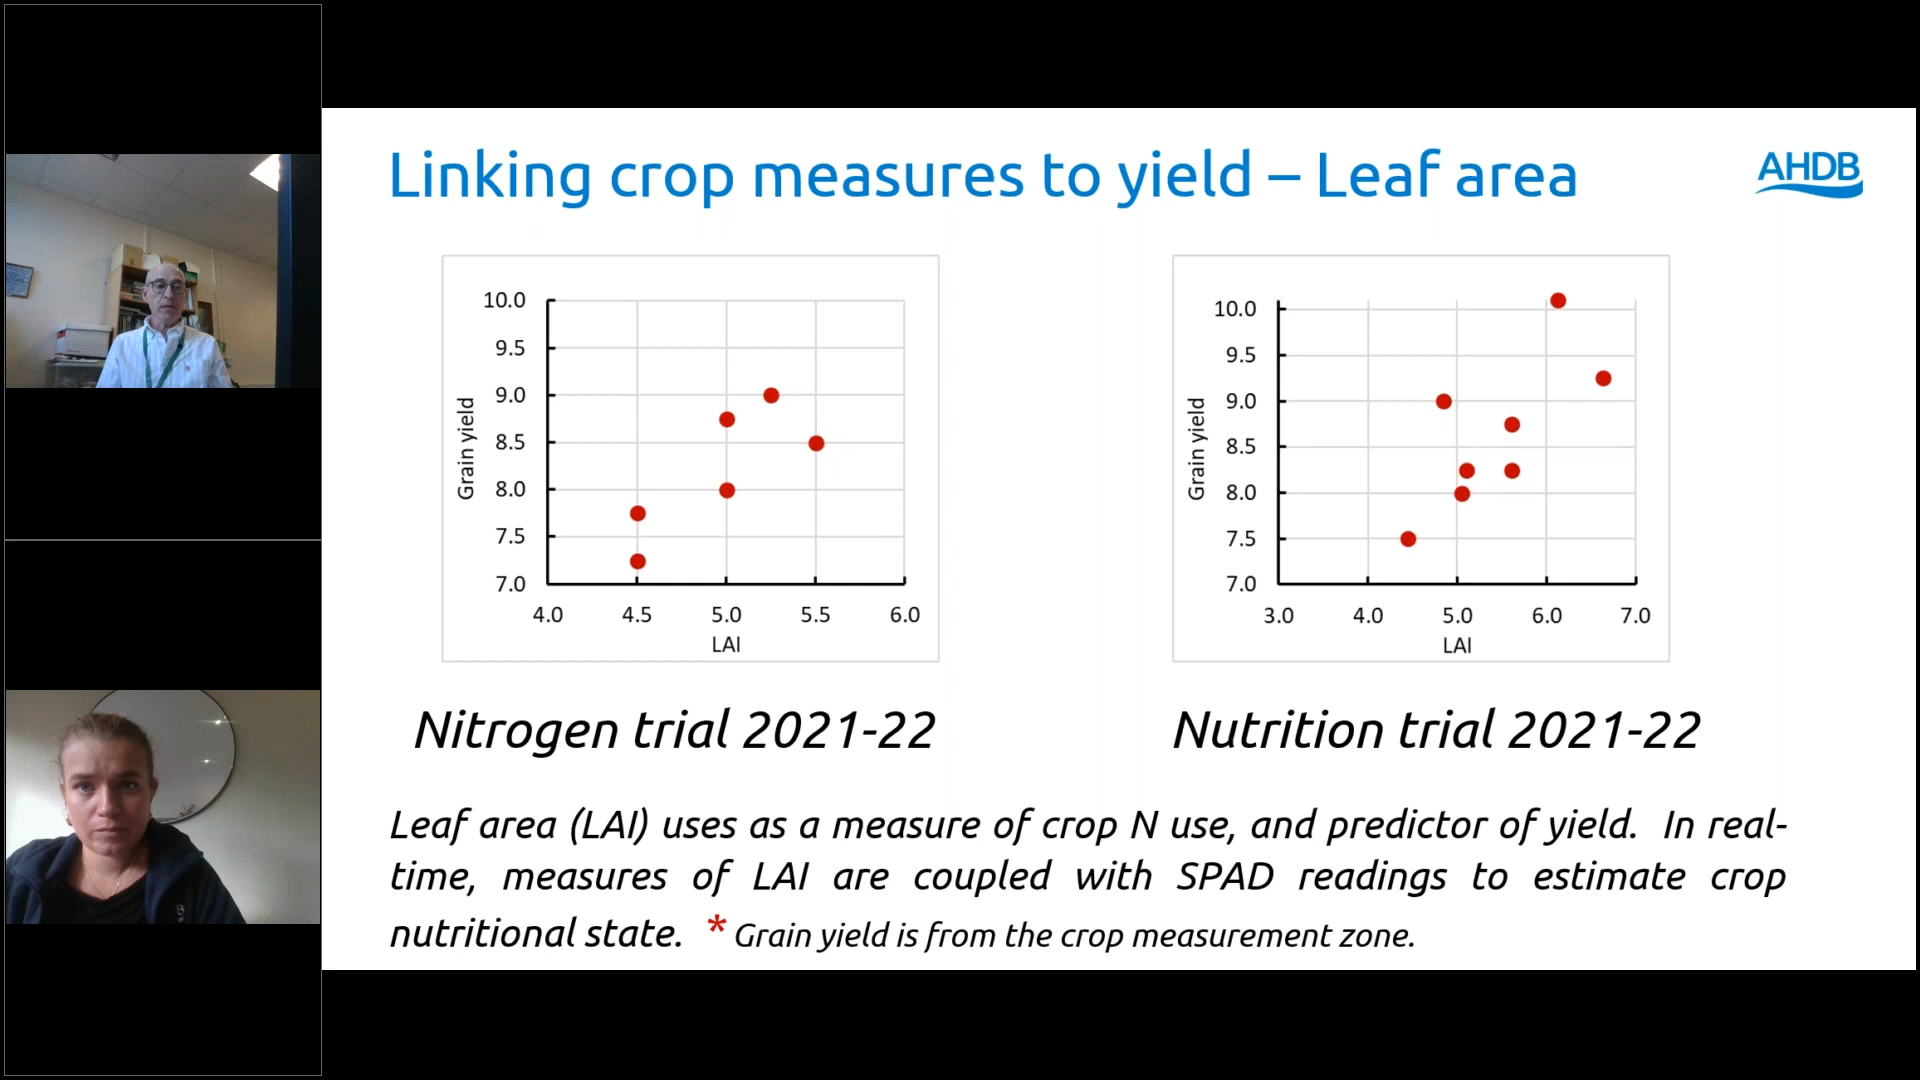 Linking crop measures to yield – Leaf area
AHDB
10.0
9.5
9.0
8.5
8.0
7.5
7.0
Grain yield
4.0 4.5 5.0 5.5 6.0
LAI
10.0
9.5
9.0
8.5
8.0
7.5
7.0
Grain yield
3.0 4.0 5.0 6.0 7.0
LAI
Nitrogen trial 2021-22
Nutrition trial 2021-22
Leaf area (LAI) uses as a measure of crop N use, and predictor of yield. In real-
time, measures of LAI are coupled with SPAD readings to estimate crop
nutritional state. * Grain yield is from the crop measurement zone.